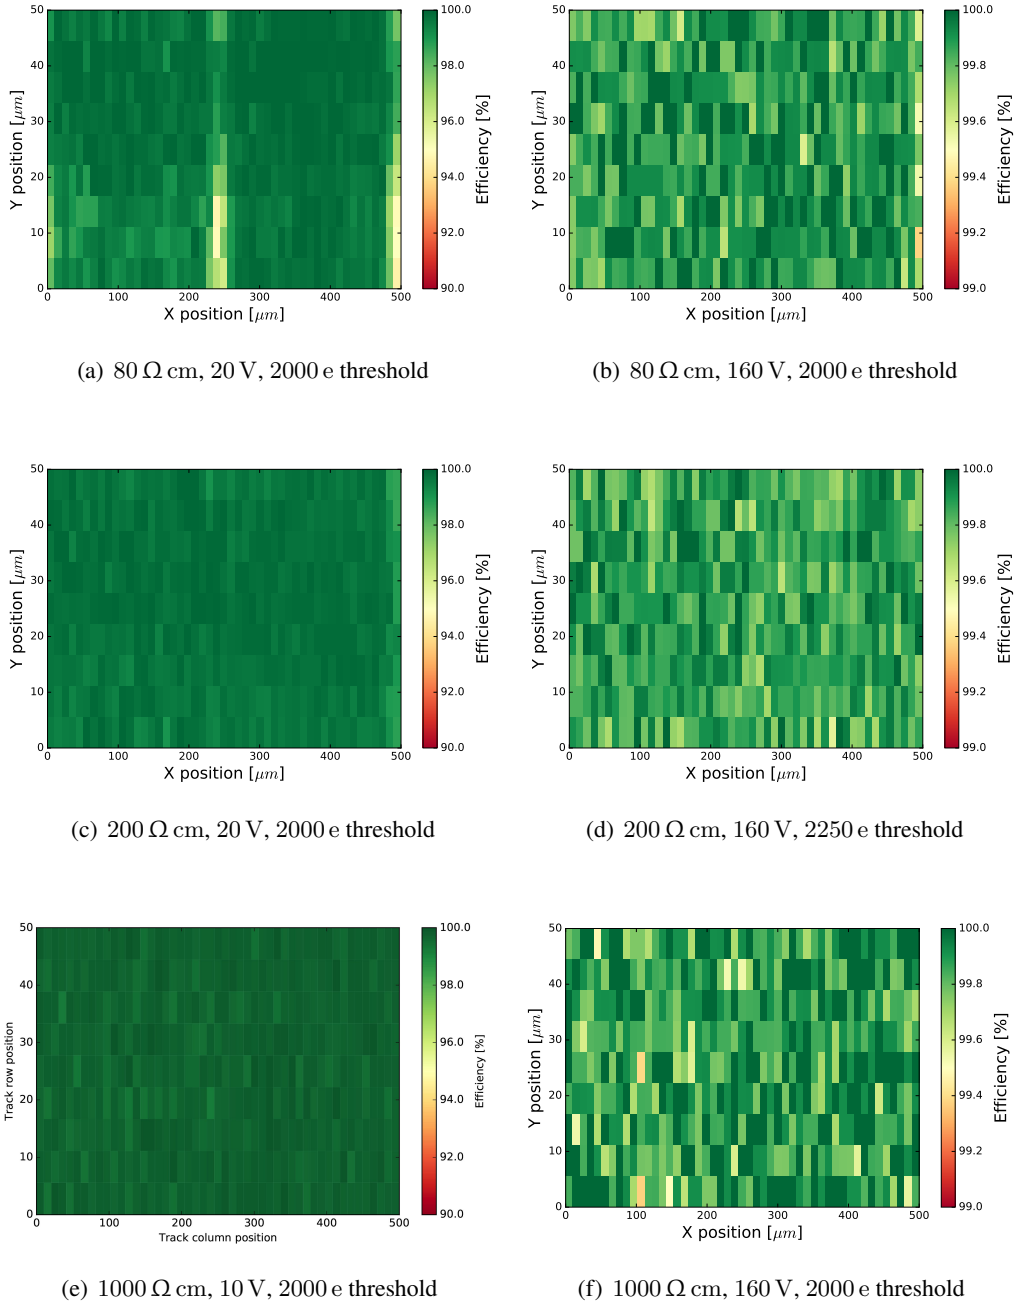 50
40
30
20
10
0
Y position [μm]
0 100 200 300 400 500
X position [μm]
100.0
98.0
96.0
94.0
92.0
90.0
Efficiency [%]
(a) 80 Ω cm, 20 V, 2000 e threshold
50
40
30
20
10
0
Y position [μm]
0 100 200 300 400 500
X position [μm]
100.0
99.8
99.6
99.4
99.2
99.0
Efficiency [%]
(b) 80 Ω cm, 160 V, 2000 e threshold
50
40
30
20
10
0
Y position [μm]
0 100 200 300 400 500
X position [μm]
100.0
98.0
96.0
94.0
92.0
90.0
Efficiency [%]
(c) 200 Ω cm, 20 V, 2000 e threshold
50
40
30
20
10
0
Y position [μm]
0 100 200 300 400 500
X position [μm]
100.0
99.8
99.6
99.4
99.2
99.0
Efficiency [%]
(d) 200 Ω cm, 160 V, 2250 e threshold
50
40
30
20
10
0
Track row position
0 100 200 300 400 500
Track column position
100.0
98.0
96.0
94.0
92.0
90.0
Efficiency [%]
(e) 1000 Ω cm, 10 V, 2000 e threshold
50
40
30
20
10
0
Y position [μm]
0 100 200 300 400 500
X position [μm]
100.0
99.8
99.6
99.4
99.2
99.0
Efficiency [%]
(f) 1000 Ω cm, 160 V, 2000 e threshold